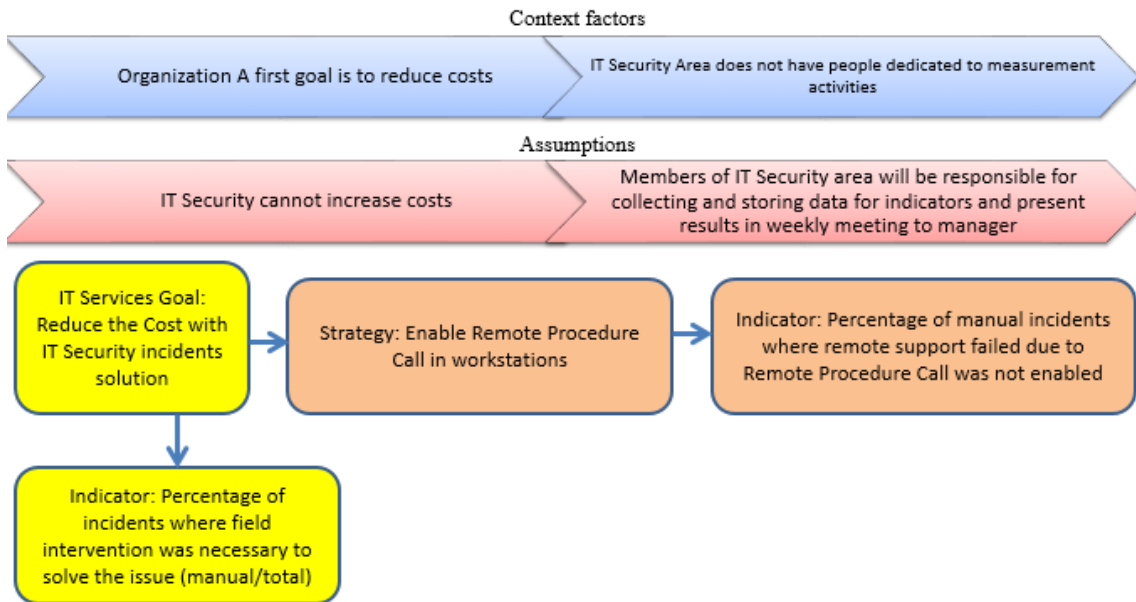 Context factors
Organization A first goal is to reduce costs
IT Security Area does not have people dedicated to measurement
activities
Assumptions
IT Security cannot increase costs
Members of IT Security area will be responsible for
collecting and storing data for indicators and present
results in weekly meeting to manager
IT Services Goal:
Reduce the Cost with
IT Security incidents
solution
Strategy: Enable Remote Procedure
Call in workstations
Indicator: Percentage of manual incidents
where remote support failed due to
Remote Procedure Call was not enabled
Indicator: Percentage of
incidents where field
intervention was necessary to
solve the issue (manual/total)